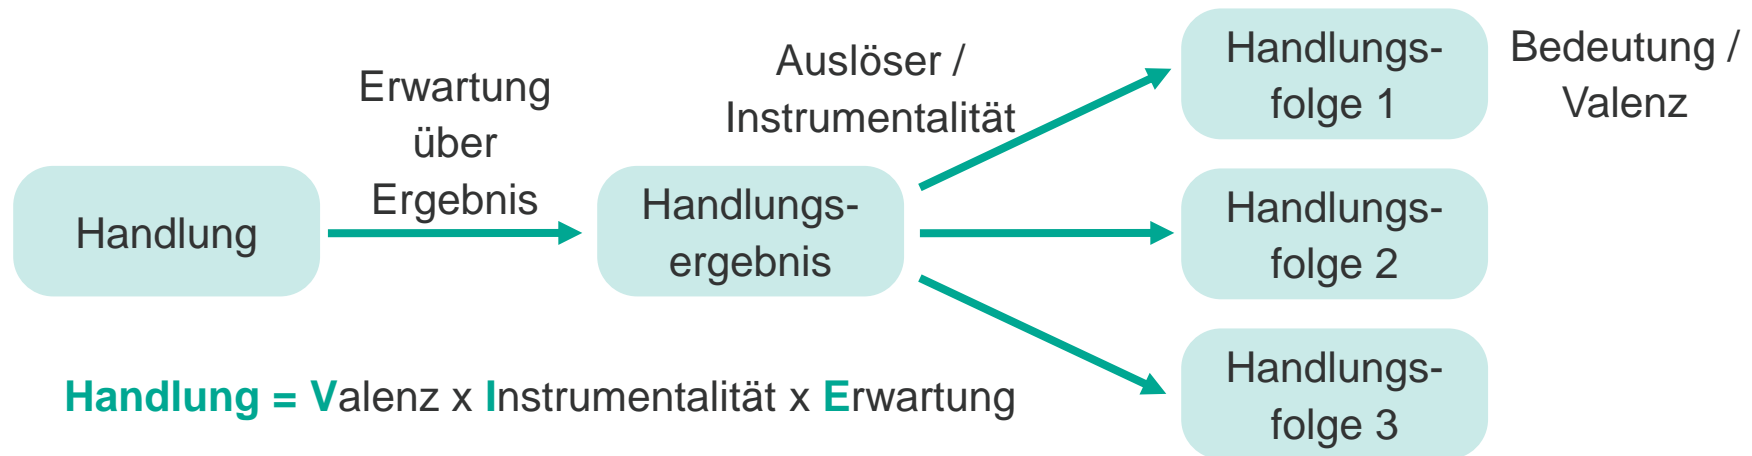 Handlung
Erwartung
über
Ergebnis
Handlungs-
ergebnis
Auslöser /
Instrumentalität
Handlungs-
folge 1
Bedeutung /
Valenz
Handlungs-
folge 2
Handlungs-
folge 3
Handlung = Valenz x Instrumentalität x Erwartung